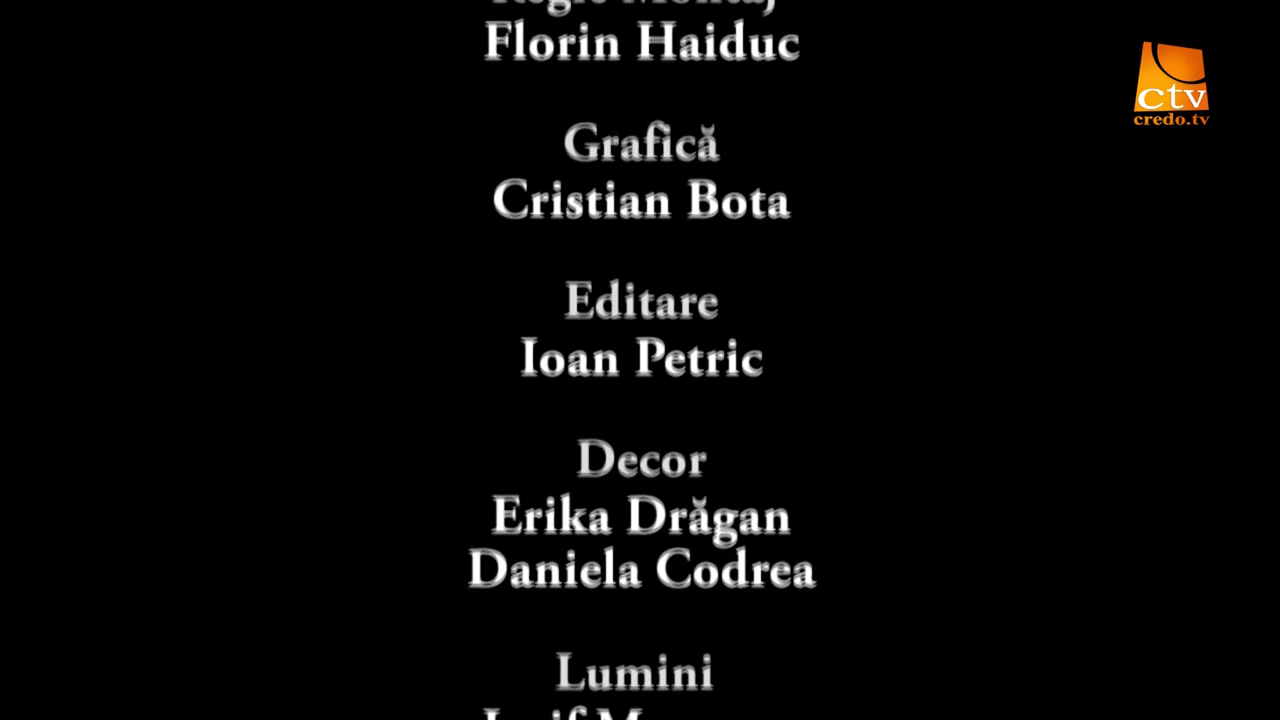 Florin Haiduc
Grafică
Cristian Bota
Editare
Ioan Petric
Decor
Erika Drăgan
Daniela Codrea
Lumini
ctv
credo.tv